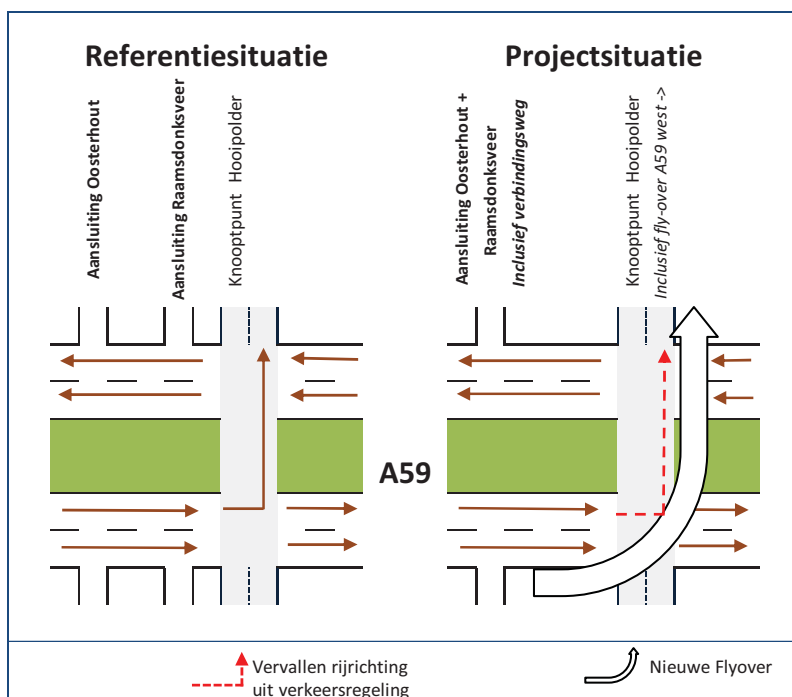 Referentiesituatie
Aansluiting Oosterhout
Aansluiting Raamsdonksveer
Knooptpunt Hooipolder
Projectsituatie
Aansluiting Oosterhout +
Raamsdonksveer
Inclusief verbindingsweg
Knooptpunt Hooipolder
Inclusief fly-over A59 west ->
A59
Vervallen rijrichting
uit verkeersregeling
Nieuwe Flyover